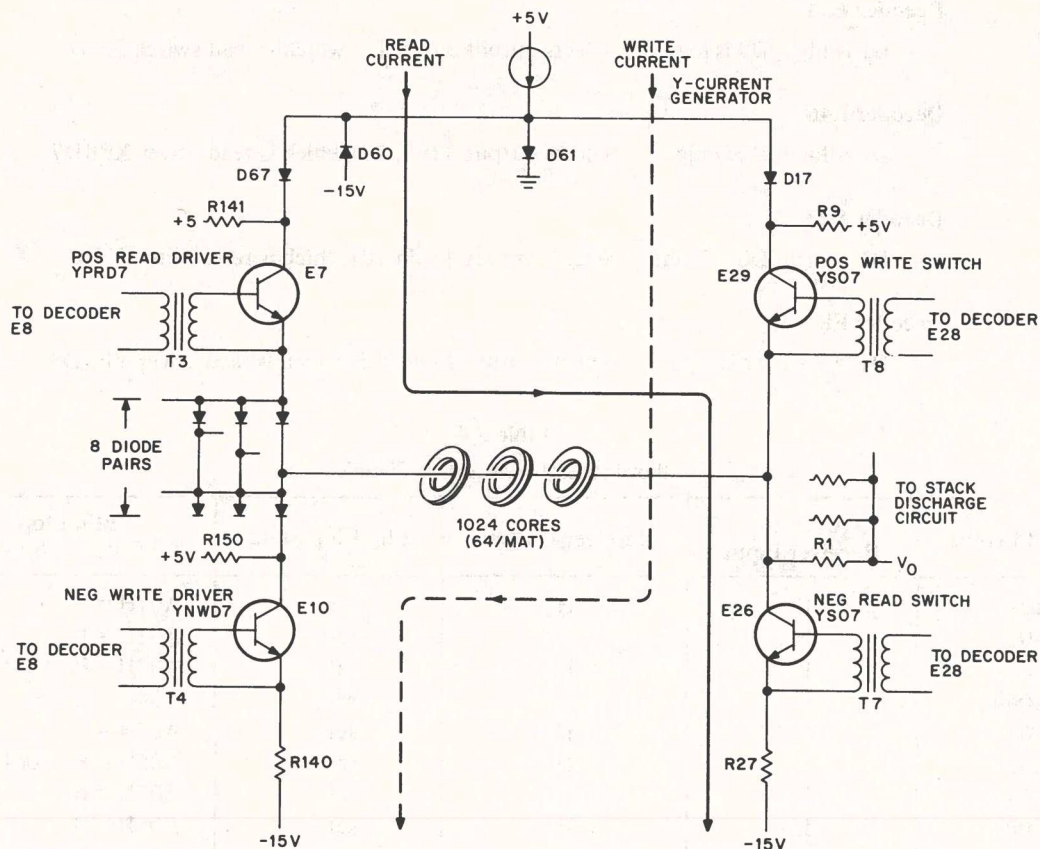 +5V
READ
CURRENT
WRITE
CURRENT
Y-CURRENT
GENERATOR
D67
D60
-15V
D61
D17
R141
+5
R9
+5V
POS READ DRIVER
YPRD7
E7
E29
POS WRITE SWITCH
YS07
TO DECODER
E8
T3
TO DECODER
E28
T8
8 DIODE
PAIRS
1024 CORES
(64/MAT)
TO STACK
DISCHARGE
CIRCUIT
R1
V0
R150
+5V
NEG WRITE DRIVER
YNWD7
E10
E26
NEG READ SWITCH
YS07
TO DECODER
E8
T4
TO DECODER
E28
T7
R140
R27
-15V
-15V